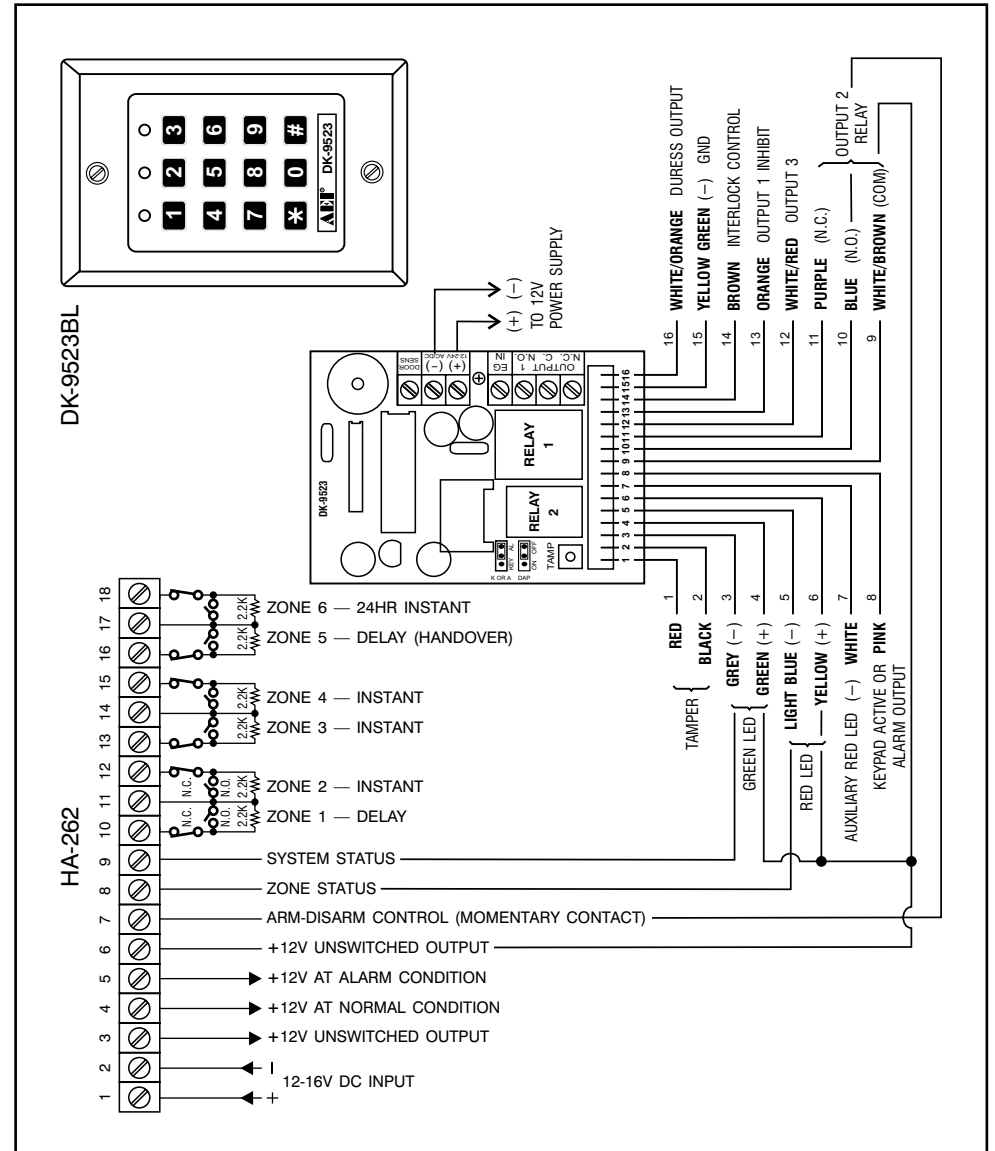 DK-9523BL
1 2 3
4 5 6
7 8 9
* 0 #
AEI® DK-9523
HA-262
18
17
16
15
14
13
12
11
10
9
8
7
6
5
4
3
2
1
2.2K
ZONE 6 — 24HR INSTANT
2.2K
ZONE 5 — DELAY (HANDOVER)
2.2K
ZONE 4 — INSTANT
2.2K
ZONE 3 — INSTANT
N.C. N.O. 2.2K
ZONE 2 — INSTANT
N.C. N.O. 2.2K
ZONE 1 — DELAY
SYSTEM STATUS
ZONE STATUS
ARM-DISARM CONTROL (MOMENTARY CONTACT)
+12V UNSWITCHED OUTPUT
+12V AT ALARM CONDITION
+12V AT NORMAL CONDITION
+12V UNSWITCHED OUTPUT
−
12-16V DC INPUT
+
DK-9523
DOOR SENS
(−) (+)
12-24V AC/DC
EG IN
N.O. C. N.C.
OUTPUT 1
RELAY 1
RELAY 2
KEY AL
K OR A
ON OFF
DAP
TAMP
1 2 3 4 5 6 7 8 9 10 11 12 13 14 15 16
(+) (−)
TO 12V
POWER SUPPLY
16 WHITE/ORANGE DURESS OUTPUT
15 YELLOW GREEN (−) GND
14 BROWN INTERLOCK CONTROL
13 ORANGE OUTPUT 1 INHIBIT
12 WHITE/RED OUTPUT 3
11 PURPLE (N.C.)
10 BLUE (N.O.)
9 WHITE/BROWN (COM)
OUTPUT 2
RELAY
1 RED
2 BLACK
TAMPER
3 GREY (−)
4 GREEN (+)
GREEN LED
5 LIGHT BLUE (−)
6 YELLOW (+)
RED LED
7 AUXILIARY RED LED (−) WHITE
8 KEYPAD ACTIVE OR PINK
ALARM OUTPUT